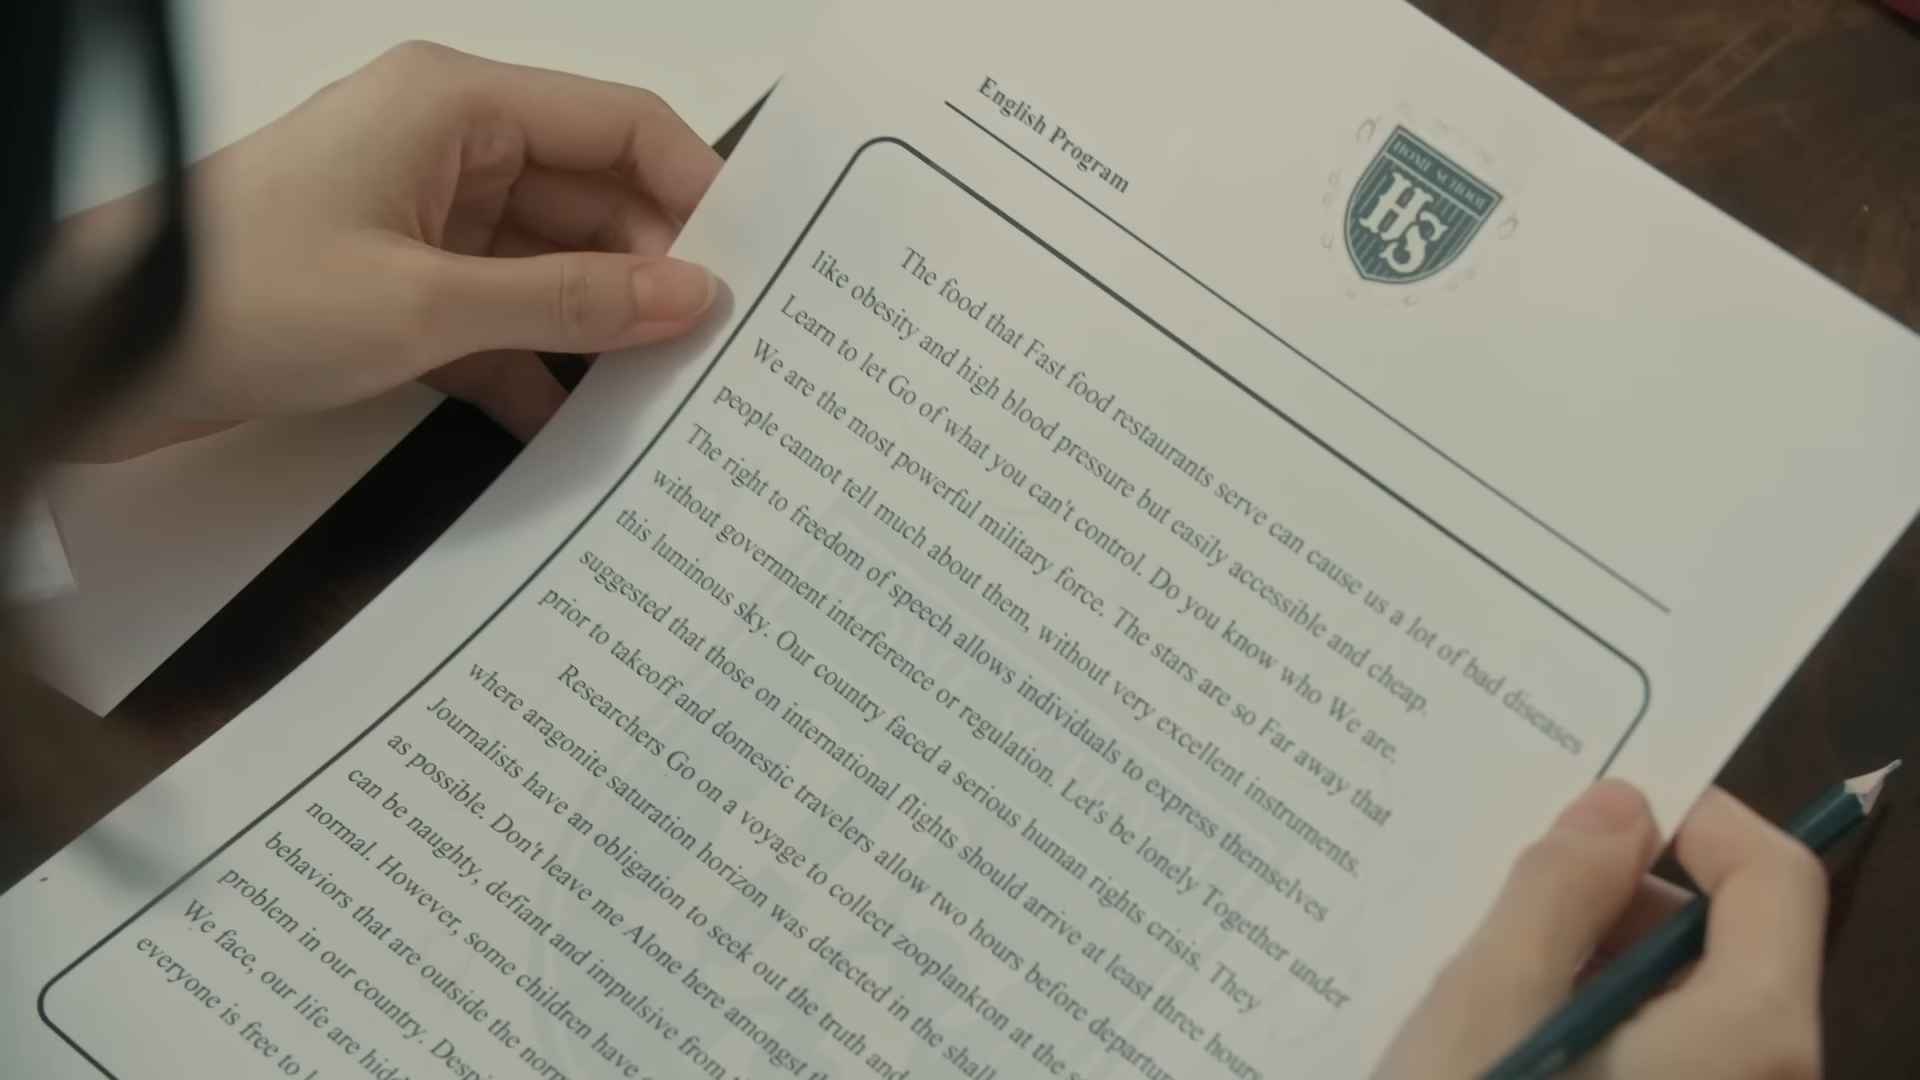 English Program
HOME SCHOOL
HS
The food that Fast food restaurants serve can cause us a lot of bad diseases
like obesity and high blood pressure but easily accessible and cheap.
Learn to let Go of what you can't control. Do you know who We are.
We are the most powerful military force. The stars are so Far away that
people cannot tell much about them, without very excellent instruments.
The right to freedom of speech allows individuals to express themselves
without government interference or regulation. Let's be lonely Together under
this luminous sky. Our country faced a serious human rights crisis. They
suggested that those on international flights should arrive at least three hours
prior to takeoff and domestic travelers allow two hours before departur
Researchers Go on a voyage to collect zooplankton at the
where aragonite saturation horizon was detected in the shall
Journalists have an obligation to seek out the truth and
as possible. Don't leave me Alone here amongst
can be naughty, defiant and impulsive from
normal. However, some children have
behaviors that are outside the norm
problem in our country. Despi
We face, our life are hid
everyone is free to